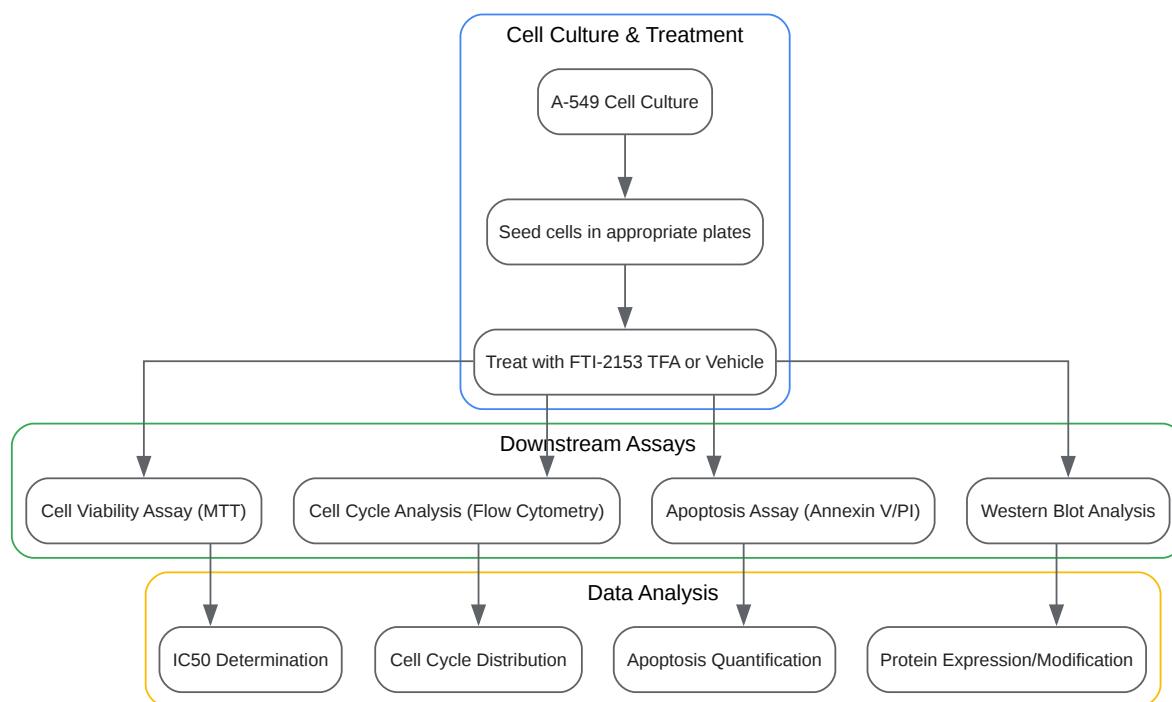 Cell Culture & Treatment
A-549 Cell Culture
Seed cells in appropriate plates
Treat with FTI-2153 TFA or Vehicle
Downstream Assays
Cell Viability Assay (MTT)
Cell Cycle Analysis (Flow Cytometry)
Apoptosis Assay (Annexin V/PI)
Western Blot Analysis
Data Analysis
IC50 Determination
Cell Cycle Distribution
Apoptosis Quantification
Protein Expression/Modification